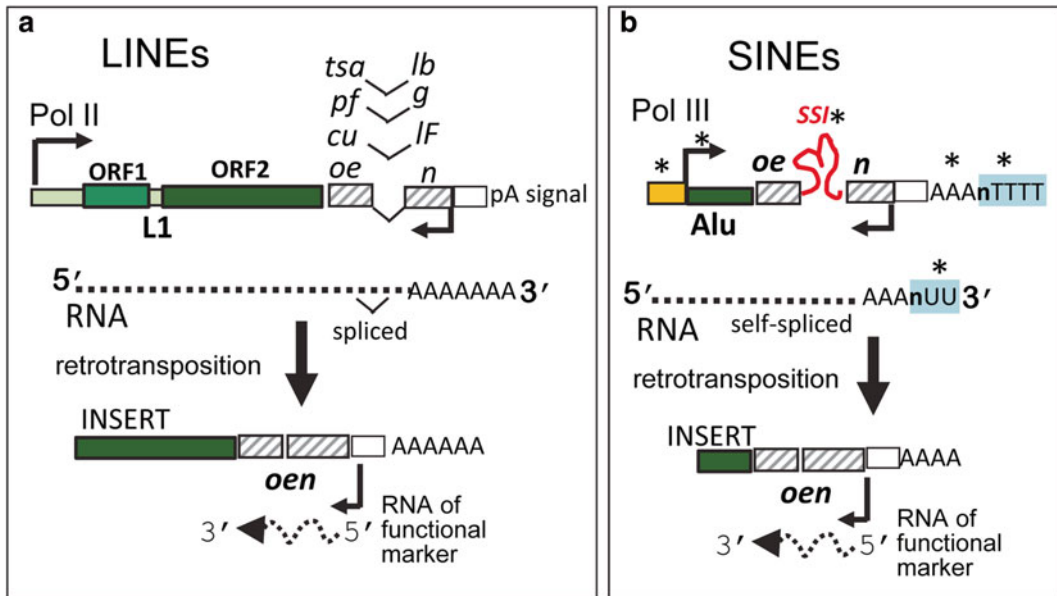 a
LINEs
tsa lb
pf g
cu lF
oe n
Pol II
ORF1 ORF2
pA signal
L1
5′ AAAAAAA 3′
RNA
spliced
retrotransposition
INSERT
AAAAAA
oen
RNA of
functional
marker
3′ 5′
b
SINEs
Pol III
SSI*
* * oe n * *
AAAnTTTT
Alu
*
5′ AAAnUU 3′
RNA
self-spliced
retrotransposition
INSERT
AAAA
oen
RNA of
functional
marker
3′ 5′